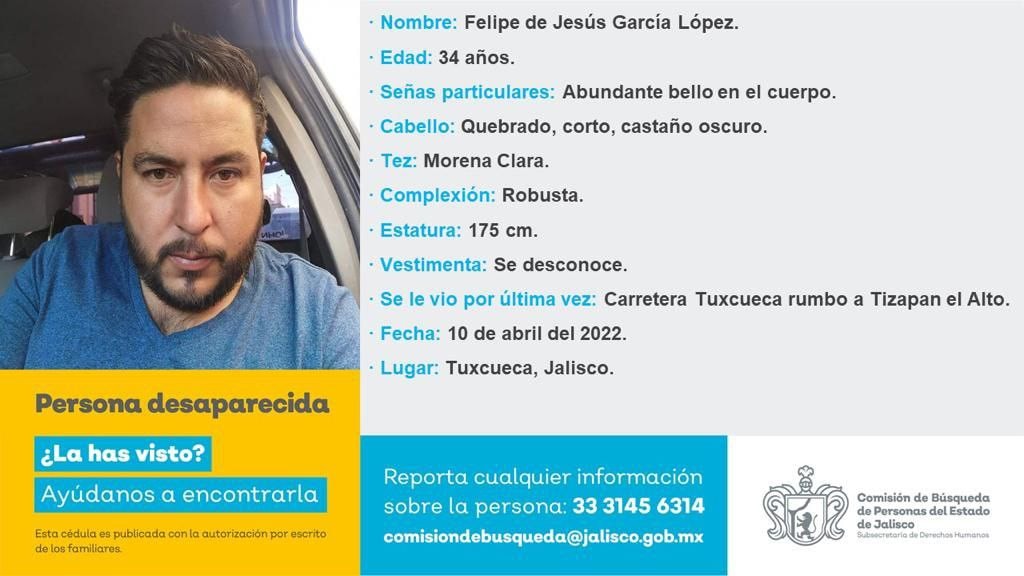 · Nombre: Felipe de Jesús García López.
· Edad: 34 años.
· Señas particulares: Abundante bello en el cuerpo.
· Cabello: Quebrado, corto, castaño oscuro.
· Tez: Morena Clara.
· Complexión: Robusta.
· Estatura: 175 cm.
· Vestimenta: Se desconoce.
· Se le vio por última vez: Carretera Tuxcueca rumbo a Tizapan el Alto.
· Fecha: 10 de abril del 2022.
· Lugar: Tuxcueca, Jalisco.
Persona desaparecida
¿La has visto?
Ayúdanos a encontrarla
Esta cédula es publicada con la autorización por escrito
de los familiares.
Reporta cualquier información
sobre la persona: 33 3145 6314
comisiondebusqueda@jalisco.gob.mx
Comisión de Búsqueda
de Personas del Estado
de Jalisco
Subsecretaría de Derechos Humanos